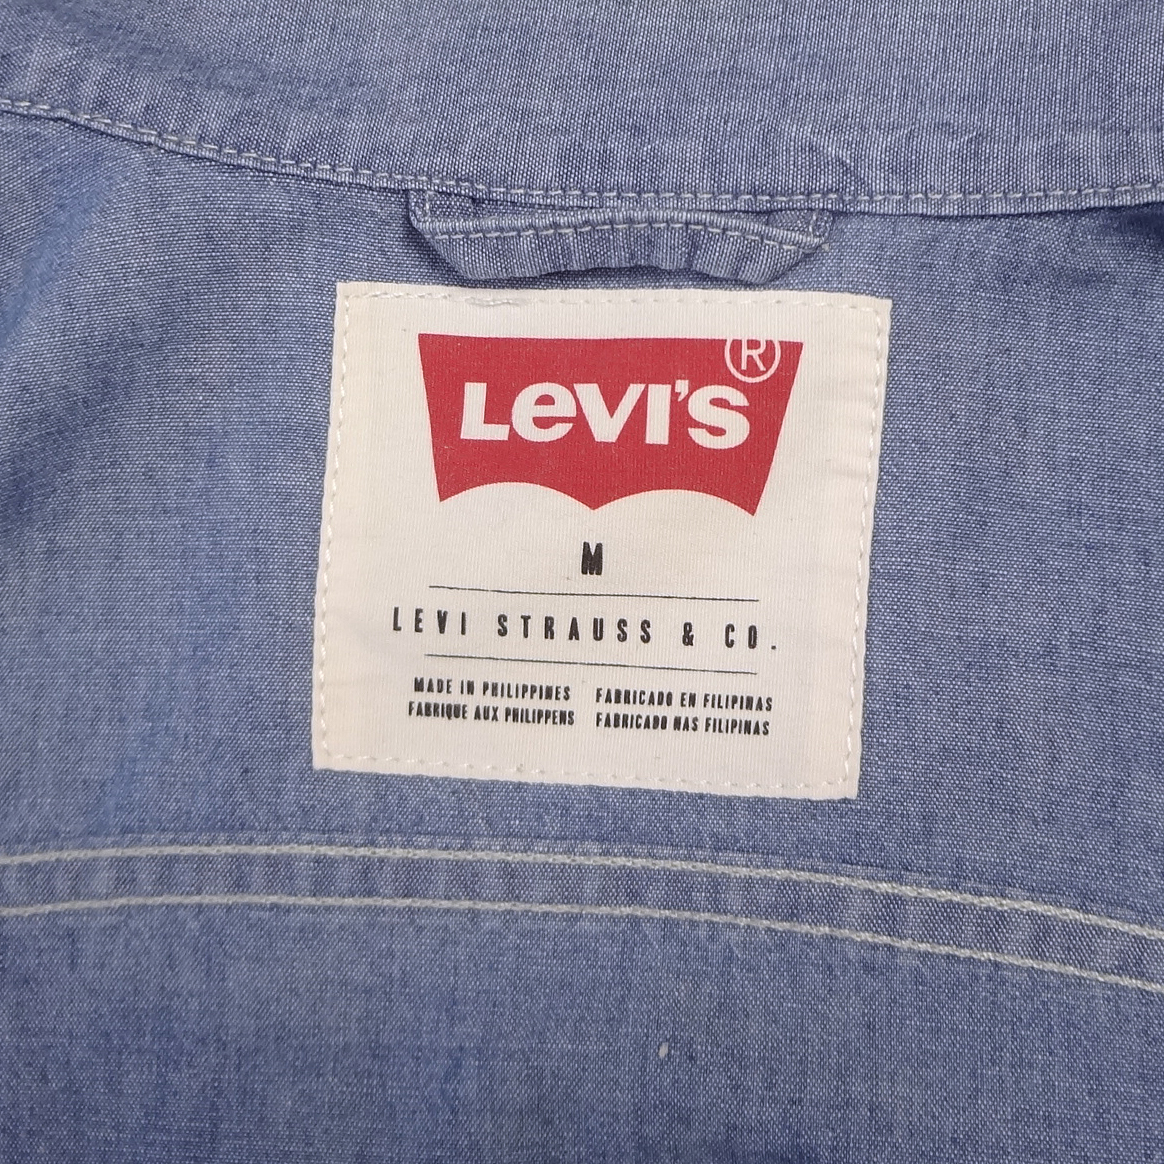 LEVI'S®
M
LEVI STRAUSS & CO.
MADE IN PHILIPPINES FABRICADO EN FILIPINAS
FABRIQUE AUX PHILIPPENS FABRICADO NAS FILIPINAS